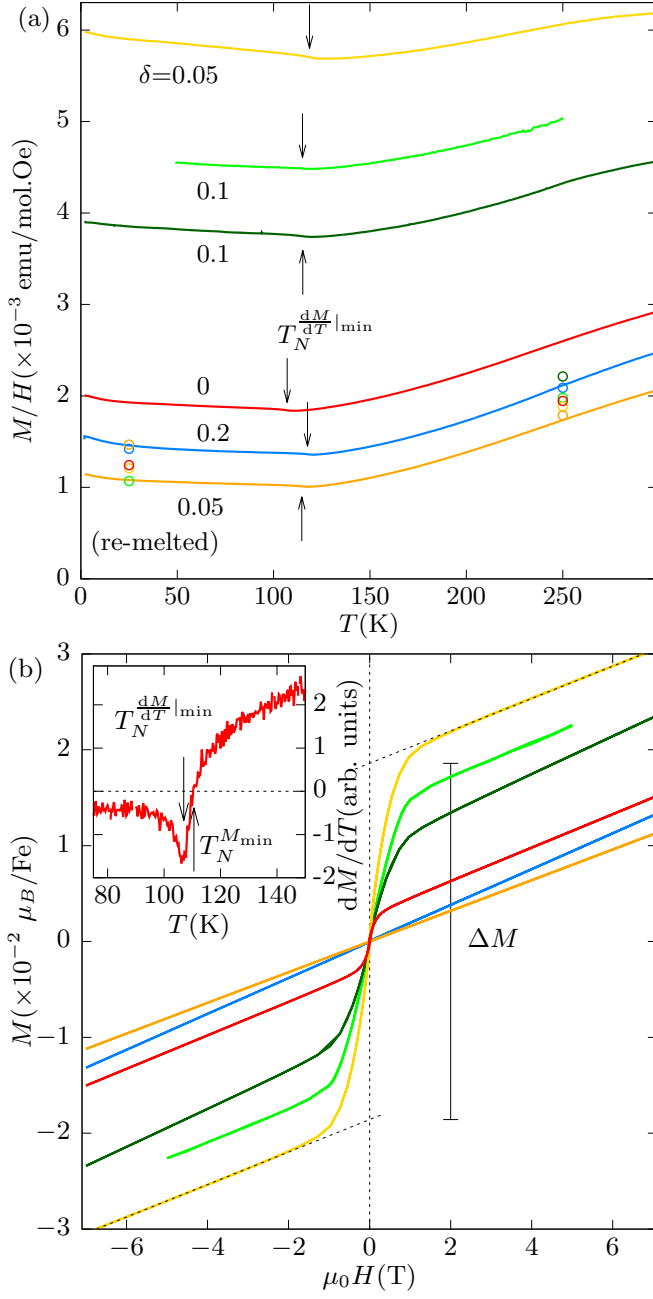 (a)
6
5
4
3
2
1
0
M/H(×10⁻³ emu/mol.Oe)
δ=0.05
0.1
0.1
T_N^{dM/dT|min}
0
0.2
0.05
(re-melted)
0 50 100 150 200 250
T(K)
(b)
3
2
1
0
−1
−2
−3
M(×10⁻² μ_B/Fe)
T_N^{dM/dT|min}
T_N^{Mmin}
2
1
0
-1
-2
dM/dT(arb. units)
80 100 120 140
T(K)
ΔM
−6 −4 −2 0 2 4 6
μ₀H(T)